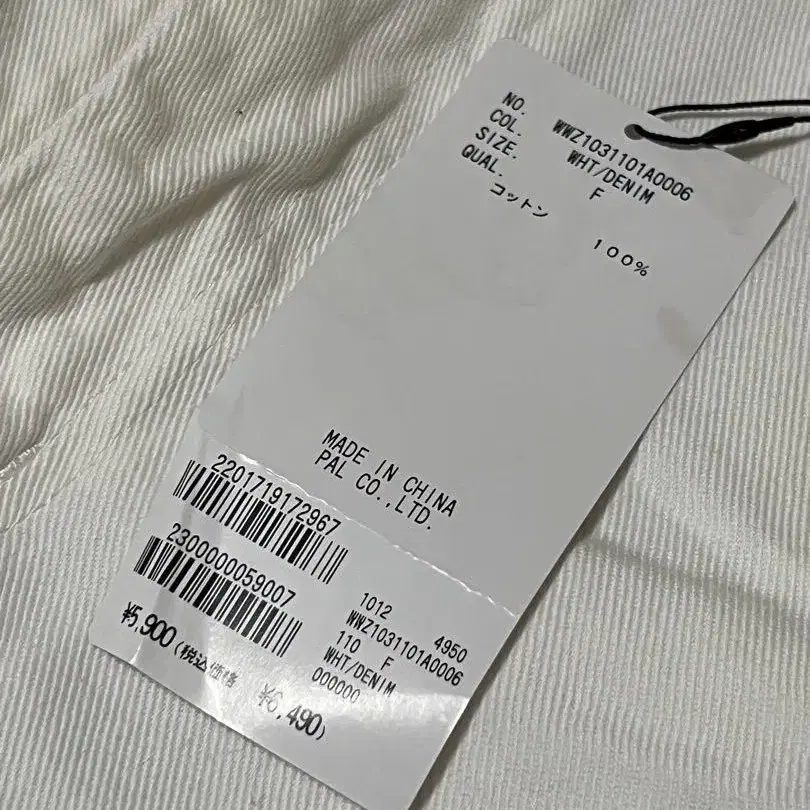 NO. WWZ1031101A0006
COL. WHT/DENIM
SIZE. F
QUAL.
コットン 100%
MADE IN CHINA
PAL CO.,LTD.
2201719172967
2300000059007
1012 4950
WWZ1031101A0006
110 F
WHT/DENIM
000000
¥5,900(税込価格 ¥6,490)